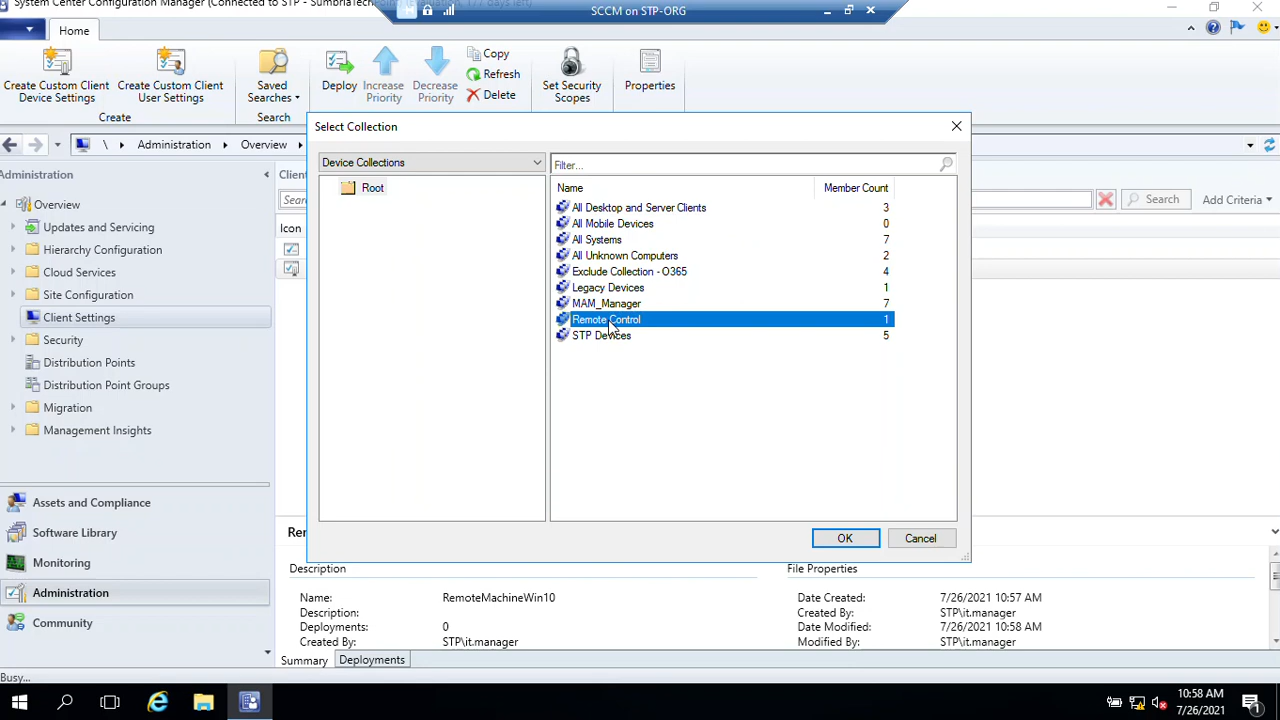 System Center Configuration Manager (Connected to STP - SumbriaTech
177 days left)
SCCM on STP-ORG
Home
Create Custom Client Device Settings
Create Custom Client User Settings
Saved Searches
Deploy
Increase Priority
Decrease Priority
Copy
Refresh
Delete
Set Security Scopes
Properties
Create
Search
\ Administration Overview
Administration
Overview
Updates and Servicing
Hierarchy Configuration
Cloud Services
Site Configuration
Client Settings
Security
Distribution Points
Distribution Point Groups
Migration
Management Insights
Assets and Compliance
Software Library
Monitoring
Administration
Community
Clien
Sear
Search
Add Criteria
Icon
Select Collection
Device Collections
Filter...
Root
Name Member Count
All Desktop and Server Clients 3
All Mobile Devices 0
All Systems 7
All Unknown Computers 2
Exclude Collection - O365 4
Legacy Devices 1
MAM_Manager 7
Remote Control 1
STP Devices 5
OK
Cancel
Rer
Description
Name: RemoteMachineWin10
Description:
Deployments: 0
Created By: STP\it.manager
File Properties
Date Created: 7/26/2021 10:57 AM
Created By: STP\it.manager
Date Modified: 7/26/2021 10:58 AM
Modified By: STP\it.manager
Summary Deployments
Busy...
10:58 AM
7/26/2021
1